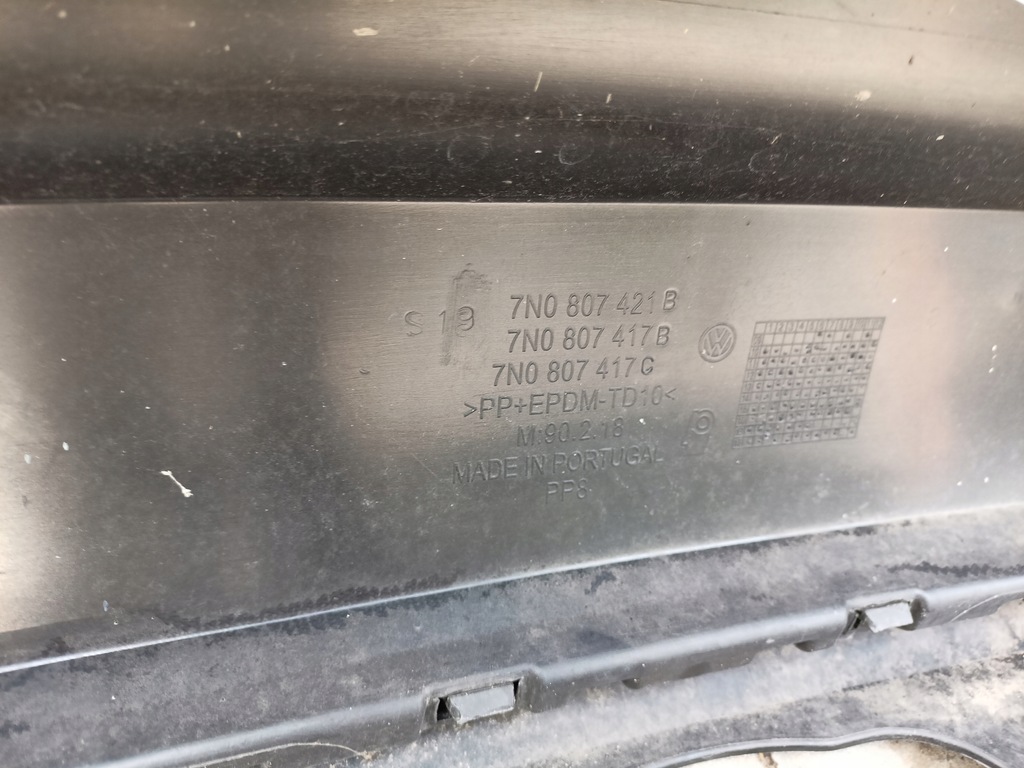 S 19
7N0 807 421 B
7N0 807 417 B
7N0 807 417 G
>PP+EPDM-TD10<
M:90.2.18
MADE IN PORTUGAL
PP8